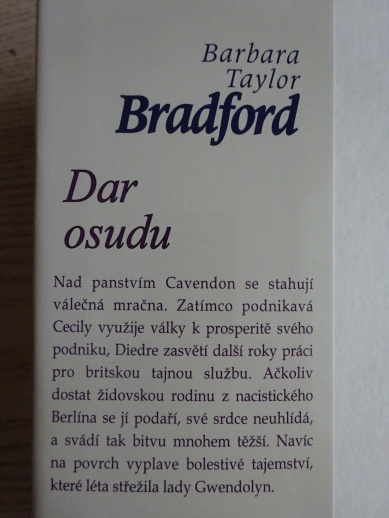 Barbara
Taylor
Bradford
Dar
osudu
Nad panstvím Cavendon se stahují
válečná mračna. Zatímco podnikavá
Cecily využije války k prosperitě svého
podniku, Diedre zasvětí další roky práci
pro britskou tajnou službu. Ačkoliv
dostat židovskou rodinu z nacistického
Berlína se jí podaří, své srdce neuhlídá,
a svádí tak bitvu mnohem těžší. Navíc
na povrch vyplave bolestivé tajemství,
které léta střežila lady Gwendolyn.